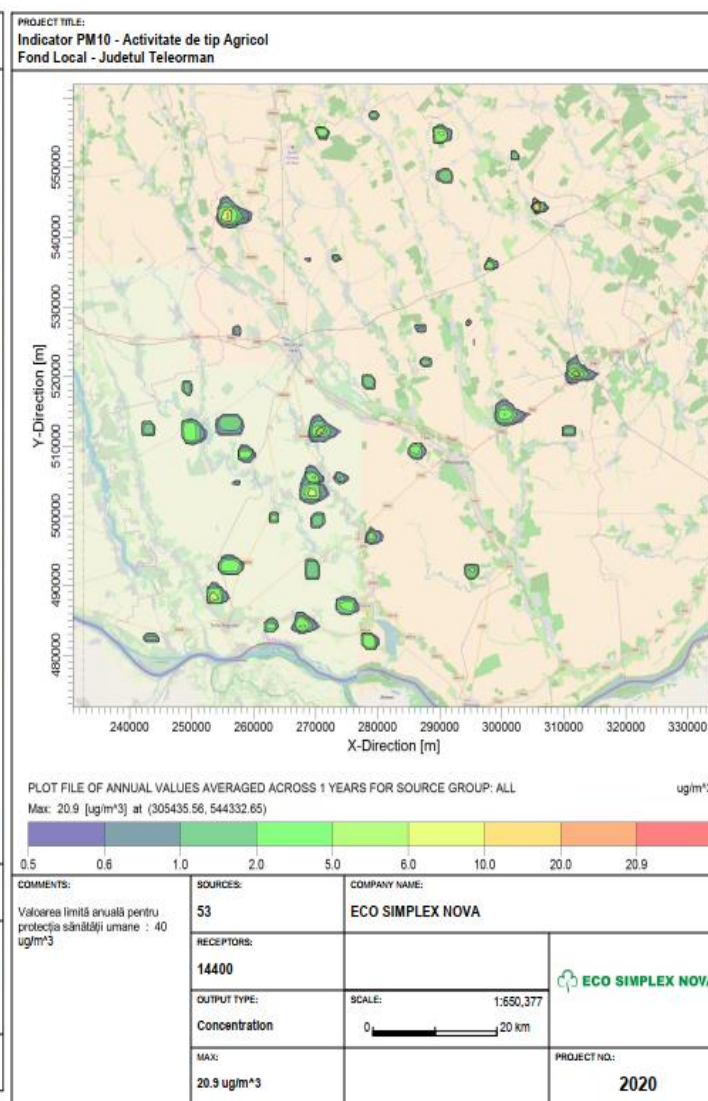 PROJECT TITLE:
Indicator PM10 - Activitate de tip Agricol
Fond Local - Judetul Teleorman
550000
540000
530000
520000
510000
500000
490000
480000
Y-Direction [m]
240000 250000 260000 270000 280000 290000 300000 310000 320000 330000
X-Direction [m]
PLOT FILE OF ANNUAL VALUES AVERAGED ACROSS 1 YEARS FOR SOURCE GROUP: ALL ug/m^3
Max: 20.9 [ug/m^3] at (305435.56, 544332.65)
0.5 0.6 1.0 2.0 5.0 6.0 10.0 20.0 20.9
COMMENTS:
Valoarea limită anuală pentru
protecția sănătății umane : 40
ug/m^3
SOURCES:
53
COMPANY NAME:
ECO SIMPLEX NOVA
RECEPTORS:
14400
OUTPUT TYPE:
Concentration
SCALE: 1:650,377
0 20 km
ECO SIMPLEX NOVA
MAX:
20.9 ug/m^3
PROJECT NO.:
2020